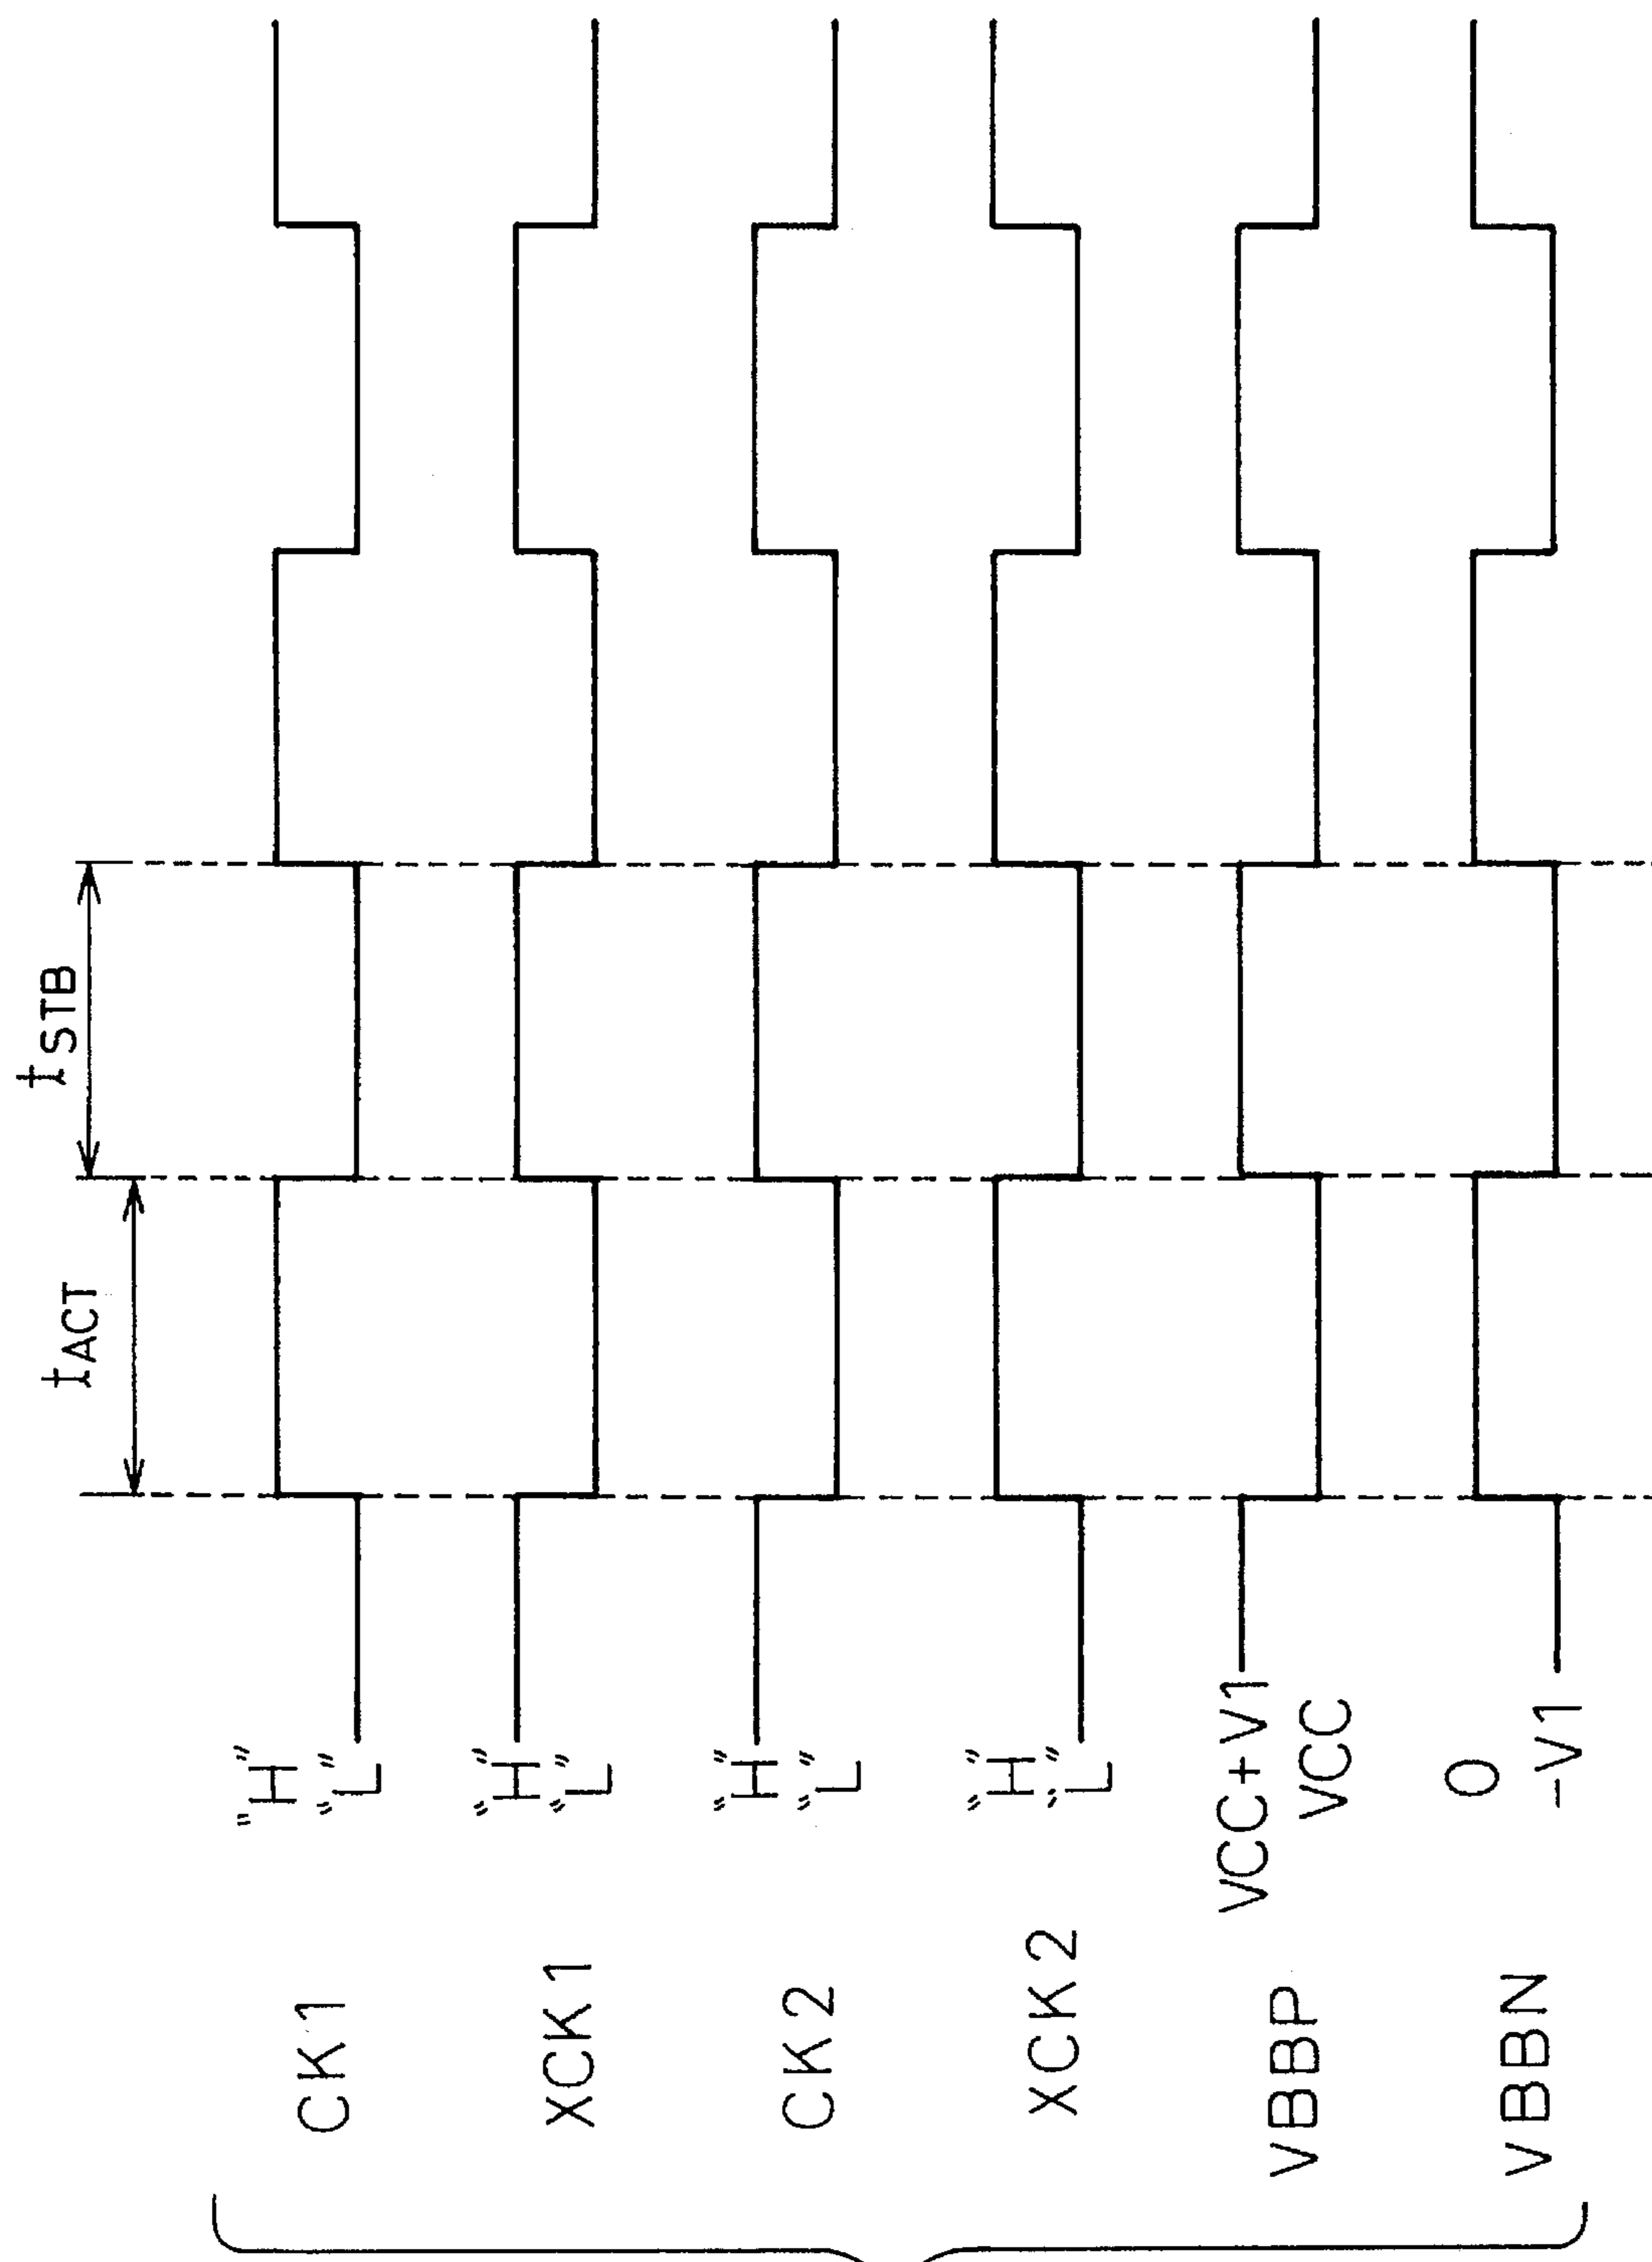 tACT
tSTB
CK1
"H"
"L"
XCK1
"H"
"L"
CK2
"H"
"L"
XCK2
"H"
"L"
VBBP
VCC+V1
VCC
VBBN
0
-V1